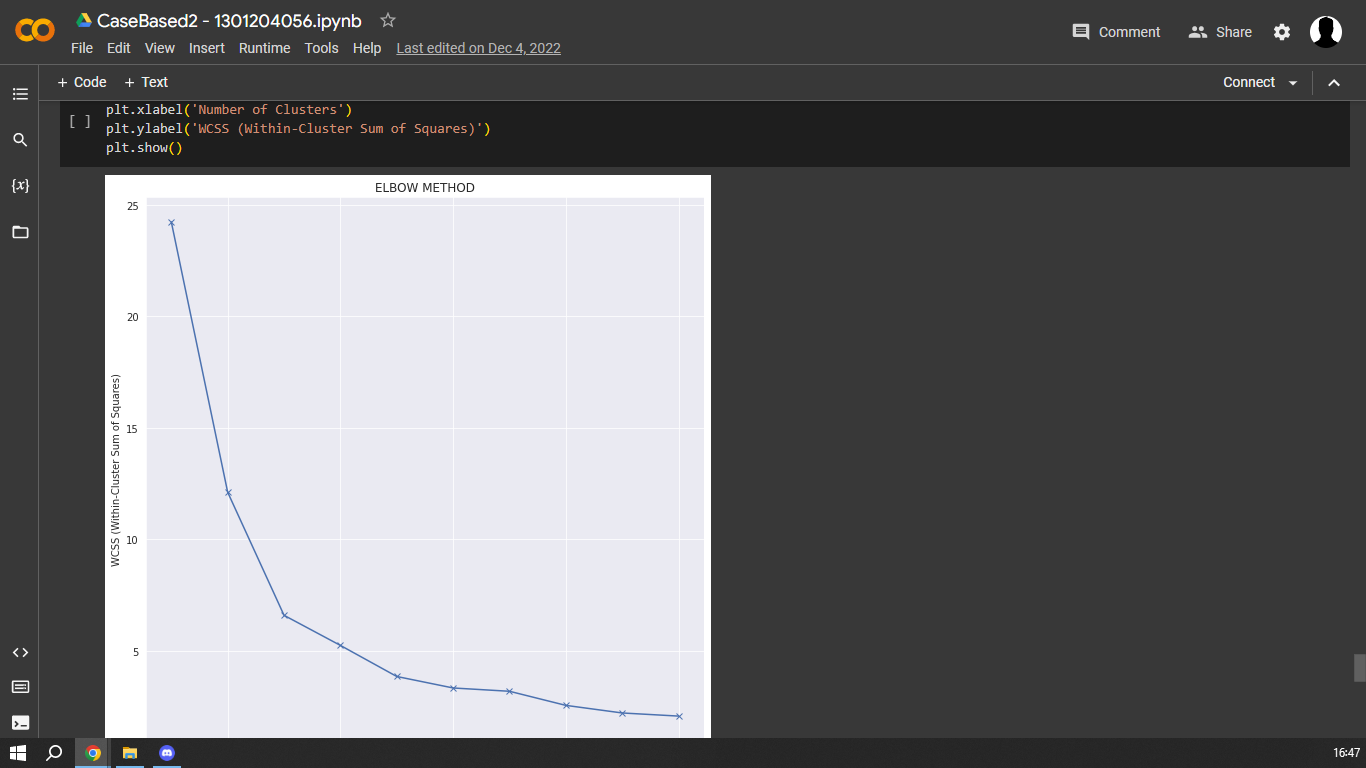 CaseBased2 - 1301204056.ipynb
File Edit View Insert Runtime Tools Help Last edited on Dec 4, 2022
Comment Share
+ Code + Text
Connect
{x}
[ ]
plt.xlabel('Number of Clusters')
plt.ylabel('WCSS (Within-Cluster Sum of Squares)')
plt.show()
ELBOW METHOD
25
20
15
10
5
WCSS (Within-Cluster Sum of Squares)
16:47